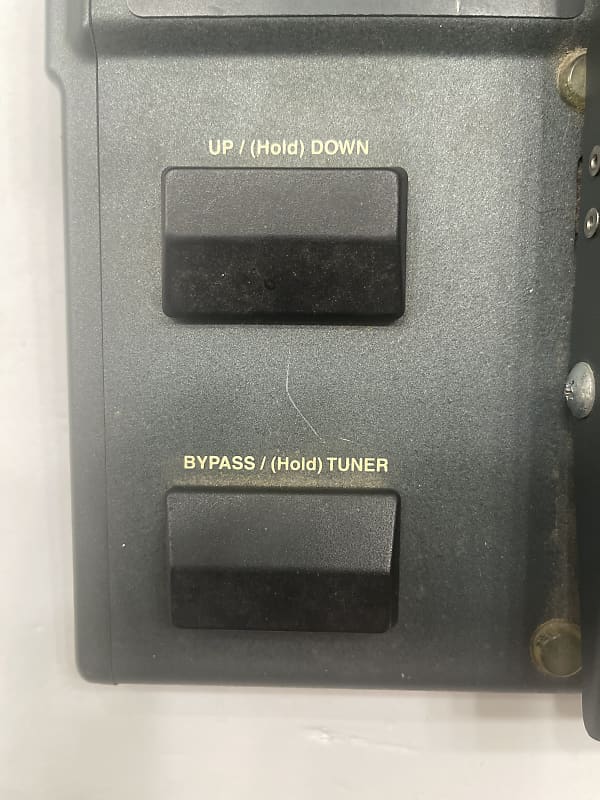 UP / (Hold) DOWN
BYPASS / (Hold) TUNER